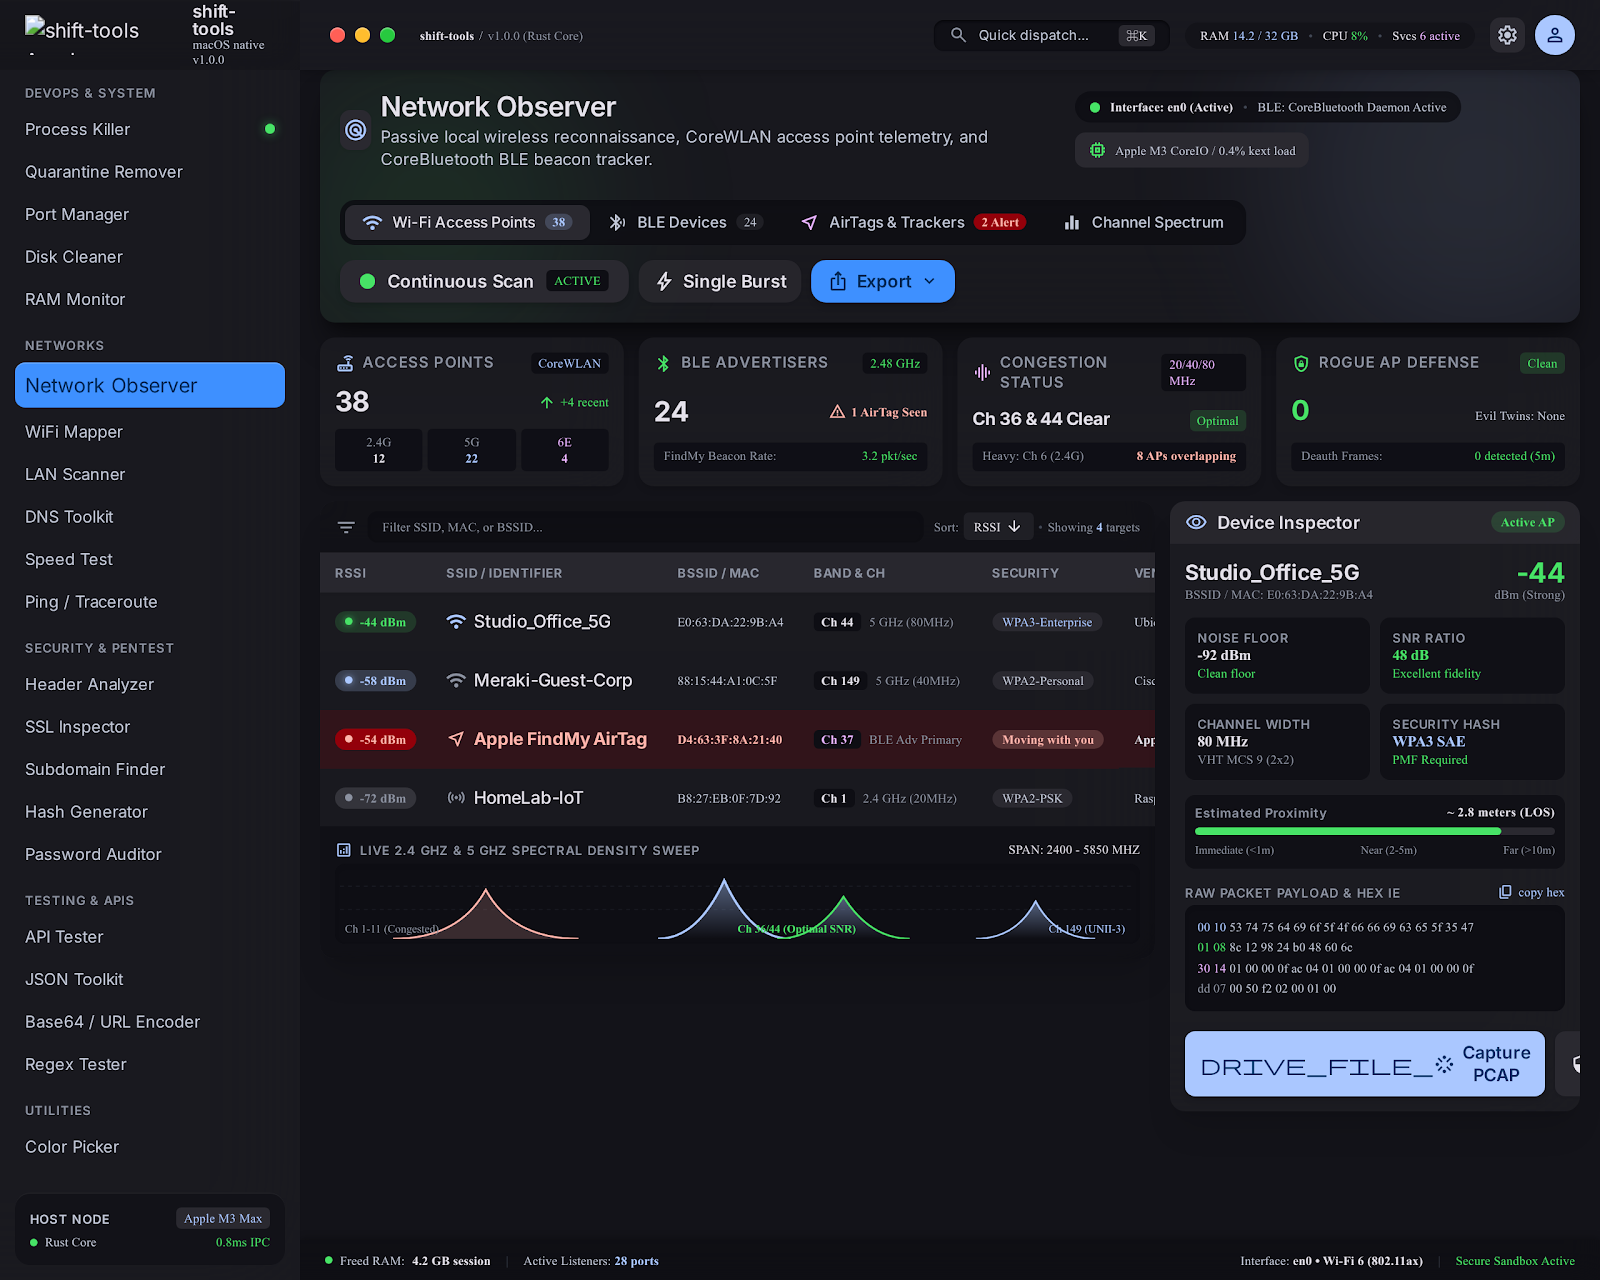 shift-tools
shift-tools
macOS native
v1.0.0
DEVOPS & SYSTEM
Process Killer
Quarantine Remover
Port Manager
Disk Cleaner
RAM Monitor
NETWORKS
Network Observer
WiFi Mapper
LAN Scanner
DNS Toolkit
Speed Test
Ping / Traceroute
SECURITY & PENTEST
Header Analyzer
SSL Inspector
Subdomain Finder
Hash Generator
Password Auditor
TESTING & APIS
API Tester
JSON Toolkit
Base64 / URL Encoder
Regex Tester
UTILITIES
Color Picker
HOST NODE Apple M3 Max
Rust Core 0.8ms IPC
shift-tools / v1.0.0 (Rust Core)
Quick dispatch... ⌘K
RAM 14.2 / 32 GB • CPU 8% • Svcs 6 active
Network Observer
Passive local wireless reconnaissance, CoreWLAN access point telemetry, and
CoreBluetooth BLE beacon tracker.
Interface: en0 (Active) • BLE: CoreBluetooth Daemon Active
Apple M3 CoreIO / 0.4% kext load
Wi-Fi Access Points 38 BLE Devices 24 AirTags & Trackers 2 Alert Channel Spectrum
Continuous Scan ACTIVE Single Burst Export
ACCESS POINTS CoreWLAN
38 +4 recent
2.4G 5G 6E
12 22 4
BLE ADVERTISERS 2.48 GHz
24 1 AirTag Seen
FindMy Beacon Rate: 3.2 pkt/sec
CONGESTION
STATUS
20/40/80
MHz
Ch 36 & 44 Clear Optimal
Heavy: Ch 6 (2.4G) 8 APs overlapping
ROGUE AP DEFENSE Clean
0 Evil Twins: None
Deauth Frames: 0 detected (5m)
Filter SSID, MAC, or BSSID... Sort: RSSI • Showing 4 targets
RSSI SSID / IDENTIFIER BSSID / MAC BAND & CH SECURITY VEN
-44 dBm Studio_Office_5G E0:63:DA:22:9B:A4 Ch 44 5 GHz (80MHz) WPA3-Enterprise Ubi
-58 dBm Meraki-Guest-Corp 88:15:44:A1:0C:5F Ch 149 5 GHz (40MHz) WPA2-Personal Cisc
-54 dBm Apple FindMy AirTag D4:63:3F:8A:21:40 Ch 37 BLE Adv Primary Moving with you App
-72 dBm HomeLab-IoT B8:27:EB:0F:7D:92 Ch 1 2.4 GHz (20MHz) WPA2-PSK Rasp
LIVE 2.4 GHZ & 5 GHZ SPECTRAL DENSITY SWEEP SPAN: 2400 - 5850 MHZ
Ch 1-11 (Congested) Ch 36/44 (Optimal SNR) Ch 149 (UNII-3)
Device Inspector Active AP
Studio_Office_5G -44
BSSID / MAC: E0:63:DA:22:9B:A4 dBm (Strong)
NOISE FLOOR
-92 dBm
Clean floor
SNR RATIO
48 dB
Excellent fidelity
CHANNEL WIDTH
80 MHz
VHT MCS 9 (2x2)
SECURITY HASH
WPA3 SAE
PMF Required
Estimated Proximity ~ 2.8 meters (LOS)
Immediate (<1m) Near (2-5m) Far (>10m)
RAW PACKET PAYLOAD & HEX IE copy hex
00 10 53 74 75 64 69 6f 5f 4f 66 66 69 63 65 5f 35 47
01 08 8c 12 98 24 b0 48 60 6c
30 14 01 00 00 0f ac 04 01 00 00 0f ac 04 01 00 00 0f
dd 07 00 50 f2 02 00 01 00
DRIVE_FILE_ Capture
PCAP
Freed RAM: 4.2 GB session Active Listeners: 28 ports
Interface: en0 • Wi-Fi 6 (802.11ax) Secure Sandbox Active